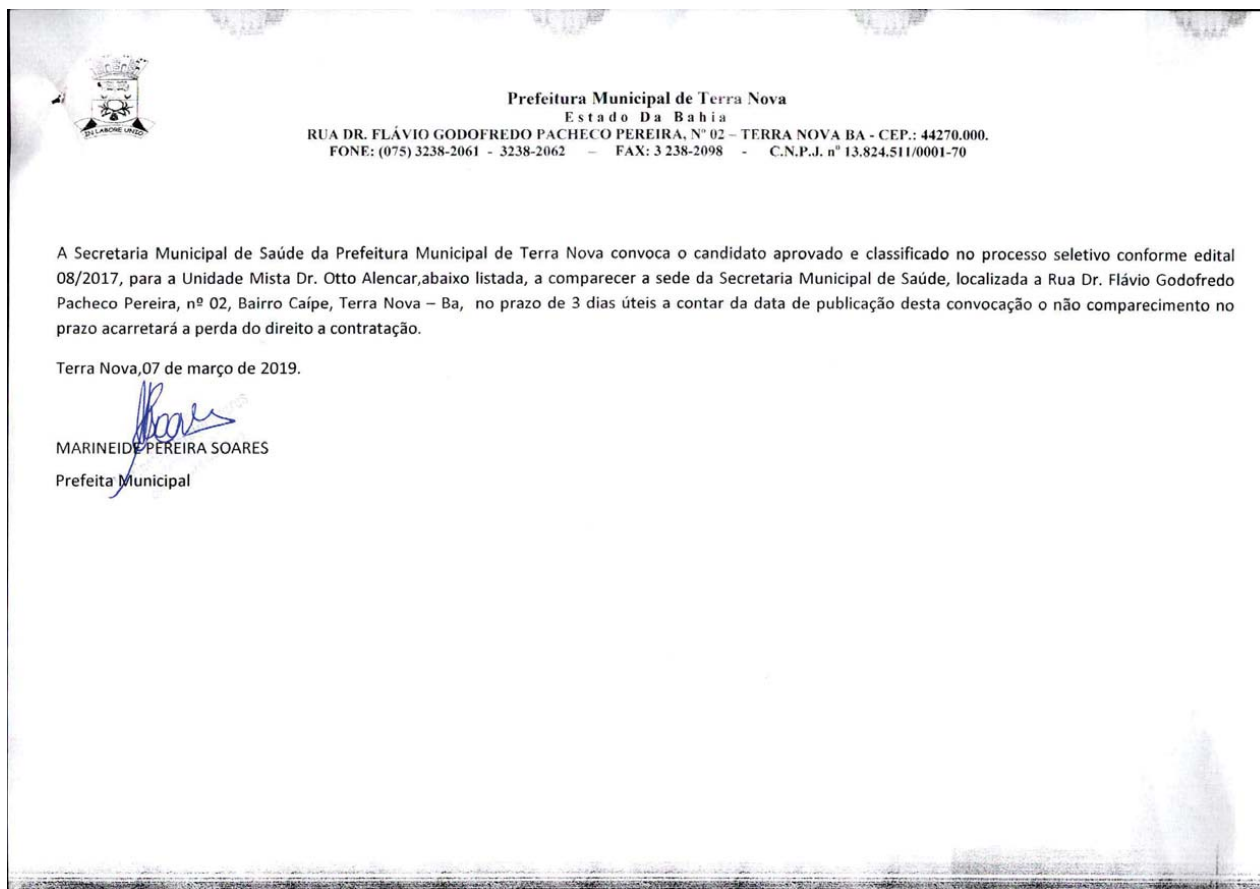 IN LABORE UNIO
Prefeitura Municipal de Terra Nova
Estado Da Bahia
RUA DR. FLÁVIO GODOFREDO PACHECO PEREIRA, Nº 02 – TERRA NOVA BA - CEP.: 44270.000.
FONE: (075) 3238-2061 - 3238-2062 – FAX: 3 238-2098 - C.N.P.J. nº 13.824.511/0001-70
A Secretaria Municipal de Saúde da Prefeitura Municipal de Terra Nova convoca o candidato aprovado e classificado no processo seletivo conforme edital
08/2017, para a Unidade Mista Dr. Otto Alencar,abaixo listada, a comparecer a sede da Secretaria Municipal de Saúde, localizada a Rua Dr. Flávio Godofredo
Pacheco Pereira, nº 02, Bairro Caípe, Terra Nova – Ba, no prazo de 3 dias úteis a contar da data de publicação desta convocação o não comparecimento no
prazo acarretará a perda do direito a contratação.
Terra Nova,07 de março de 2019.
MARINEIDE PEREIRA SOARES
Prefeita Municipal